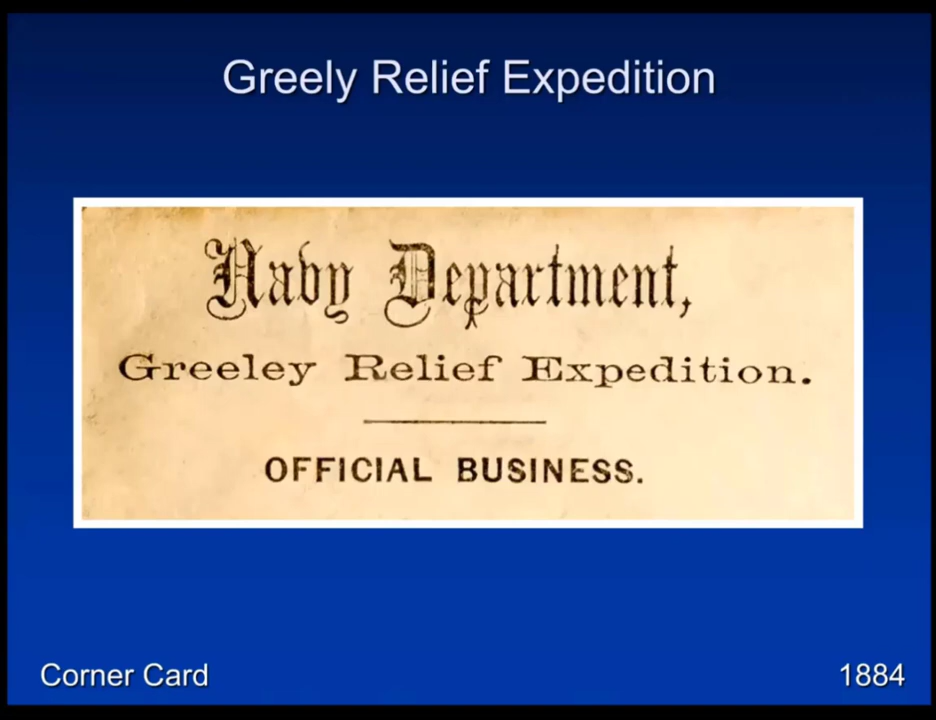 Greely Relief Expedition
Navy Department,
Greeley Relief Expedition.
OFFICIAL BUSINESS.
Corner Card
1884